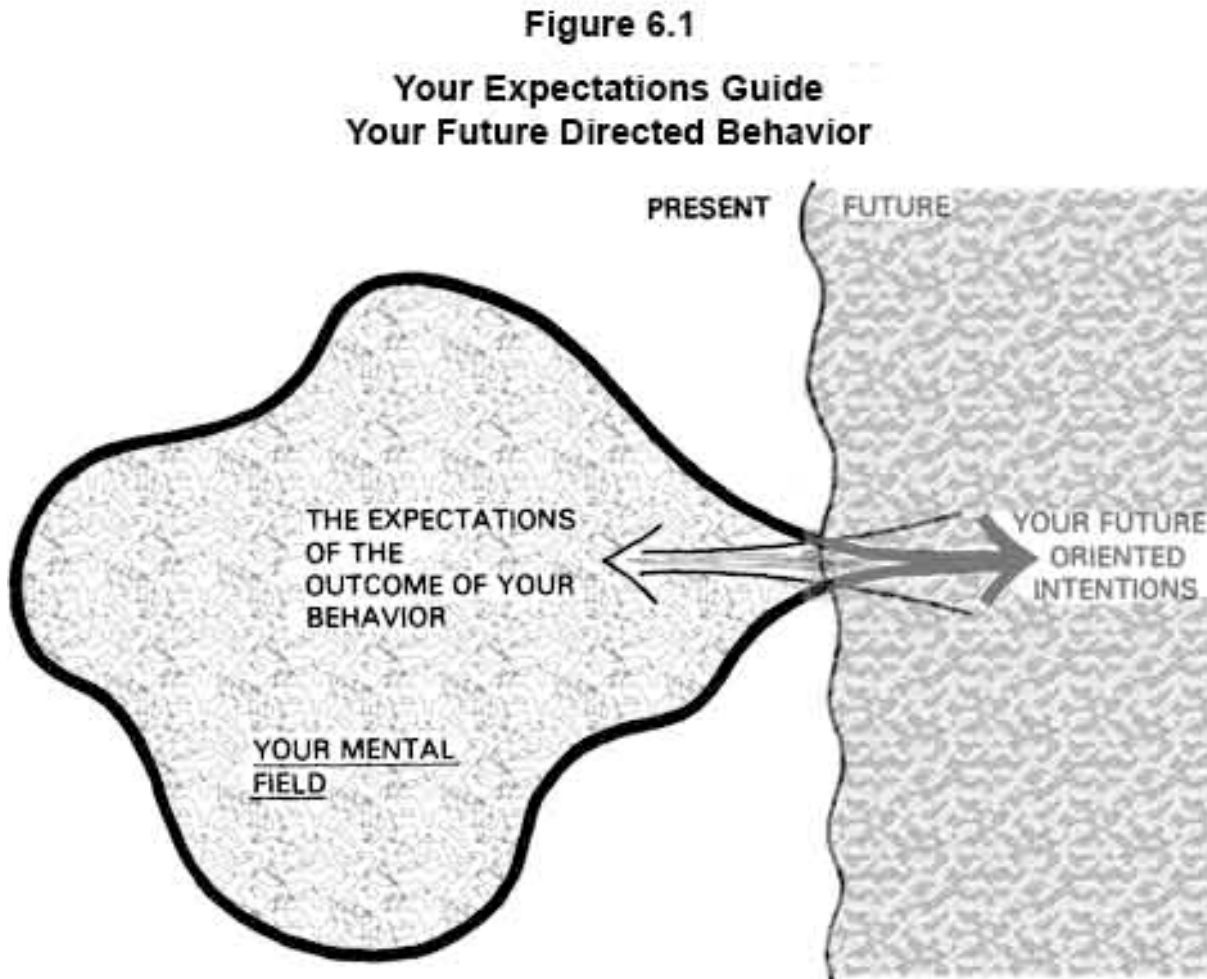 Figure 6.1
Your Expectations Guide
Your Future Directed Behavior
PRESENT
FUTURE
THE EXPECTATIONS
OF THE
OUTCOME OF YOUR
BEHAVIOR
YOUR FUTURE
ORIENTED
INTENTIONS
YOUR MENTAL
FIELD